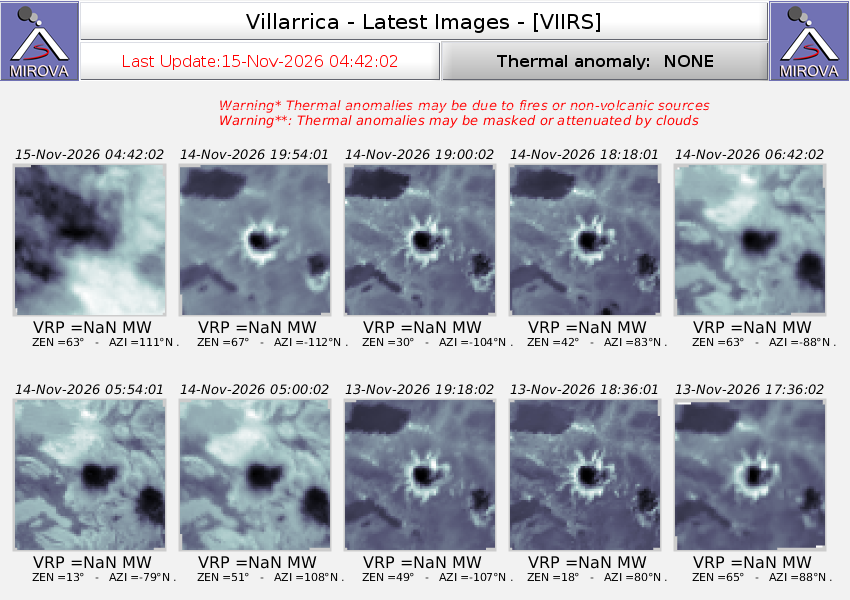 Villarrica - Latest Images - [VIIRS]
MIROVA
Last Update:15-Nov-2026 04:42:02
Thermal anomaly: NONE
MIROVA
Warning* Thermal anomalies may be due to fires or non-volcanic sources
Warning**: Thermal anomalies may be masked or attenuated by clouds
15-Nov-2026 04:42:02 14-Nov-2026 19:54:01 14-Nov-2026 19:00:02 14-Nov-2026 18:18:01 14-Nov-2026 06:42:02
VRP =NaN MW VRP =NaN MW VRP =NaN MW VRP =NaN MW VRP =NaN MW
ZEN =63° - AZI =111°N . ZEN =67° - AZI =-112°N . ZEN =30° - AZI =-104°N . ZEN =42° - AZI =83°N . ZEN =63° - AZI =-88°N .
14-Nov-2026 05:54:01 14-Nov-2026 05:00:02 13-Nov-2026 19:18:02 13-Nov-2026 18:36:01 13-Nov-2026 17:36:02
VRP =NaN MW VRP =NaN MW VRP =NaN MW VRP =NaN MW VRP =NaN MW
ZEN =13° - AZI =-79°N . ZEN =51° - AZI =108°N . ZEN =49° - AZI =-107°N . ZEN =18° - AZI =80°N . ZEN =65° - AZI =88°N .